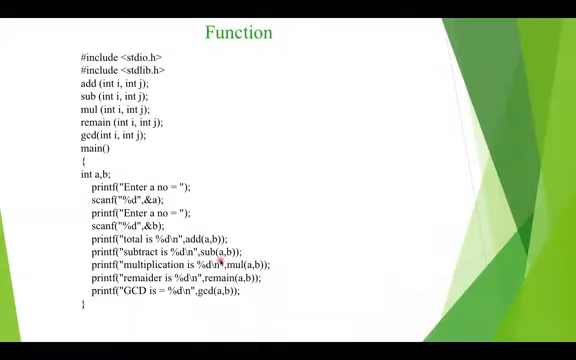 Function
#include <stdio.h>
#include <stdlib.h>
add (int i, int j);
sub (int i, int j);
mul (int i, int j);
remain (int i, int j);
gcd(int i, int j);
main()
{
int a,b;
printf("Enter a no = ");
scanf("%d",&a);
printf("Enter a no = ");
scanf("%d",&b);
printf("total is %d\n",add(a,b));
printf("subtract is %d\n",sub(a,b));
printf("multiplication is %d\n",mul(a,b));
printf("remaider is %d\n",remain(a,b));
printf("GCD is = %d\n",gcd(a,b));
}